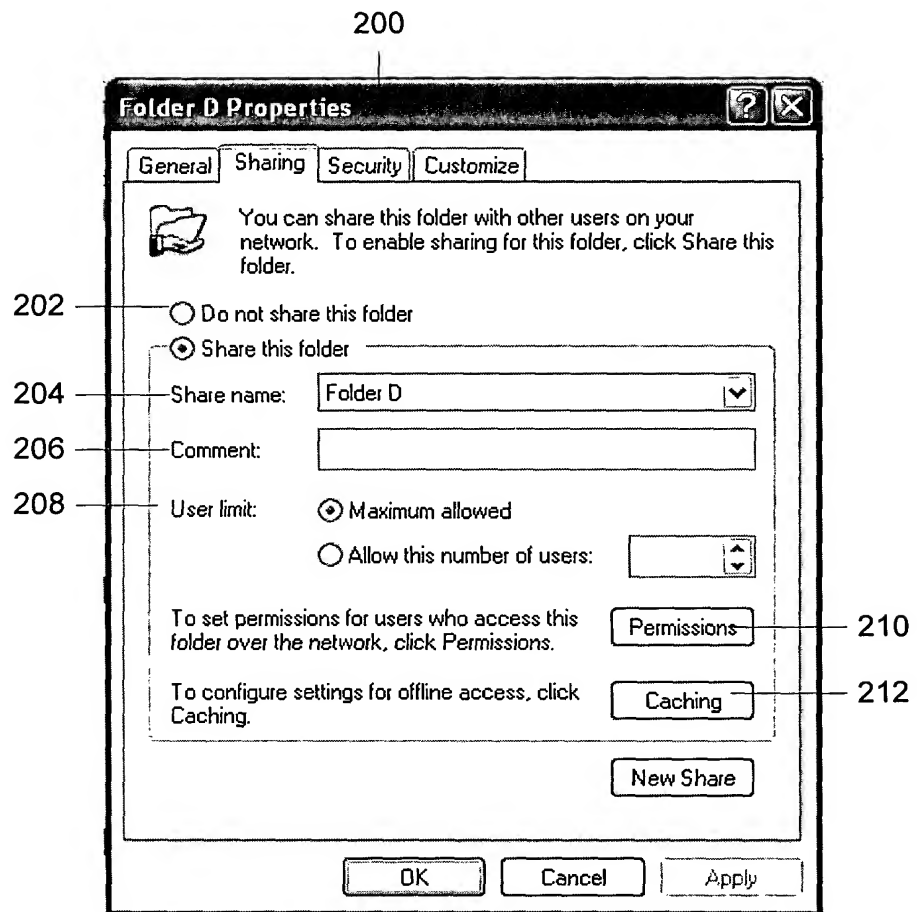 200
Folder D Properties
General Sharing Security Customize
You can share this folder with other users on your
network. To enable sharing for this folder, click Share this
folder.
202
Do not share this folder
Share this folder
204 Share name: Folder D
206 Comment:
208 User limit: Maximum allowed
Allow this number of users:
To set permissions for users who access this
folder over the network, click Permissions.
Permissions 210
To configure settings for offline access, click
Caching.
Caching 212
New Share
OK Cancel Apply